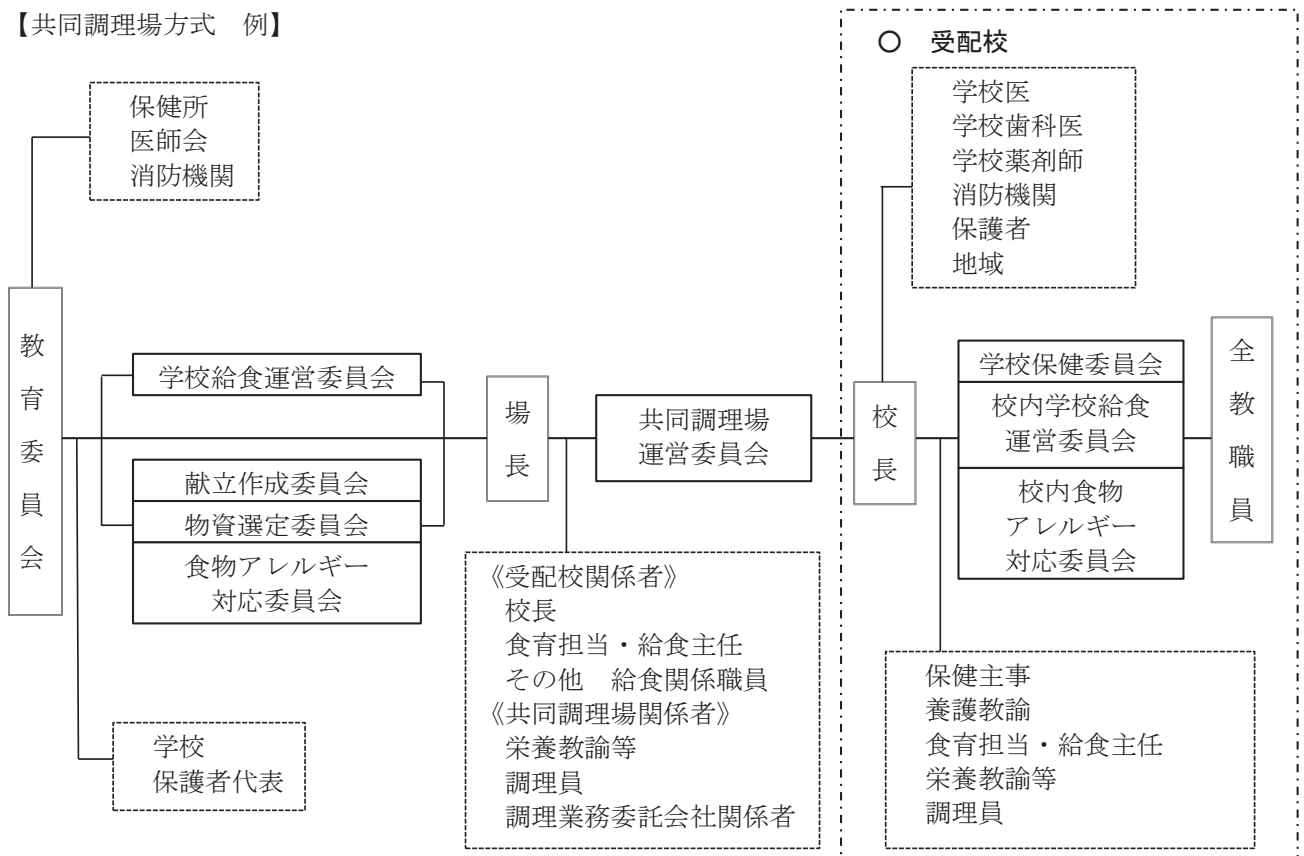 【共同調理場方式　例】
保健所
医師会
消防機関
教育委員会
学校給食運営委員会
献立作成委員会
物資選定委員会
食物アレルギー
対応委員会
学校
保護者代表
場長
《受配校関係者》
校長
食育担当・給食主任
その他　給食関係職員
《共同調理場関係者》
栄養教諭等
調理員
調理業務委託会社関係者
共同調理場
運営委員会
○　受配校
学校医
学校歯科医
学校薬剤師
消防機関
保護者
地域
校長
学校保健委員会
校内学校給食
運営委員会
校内食物
アレルギー
対応委員会
全教職員
保健主事
養護教諭
食育担当・給食主任
栄養教諭等
調理員